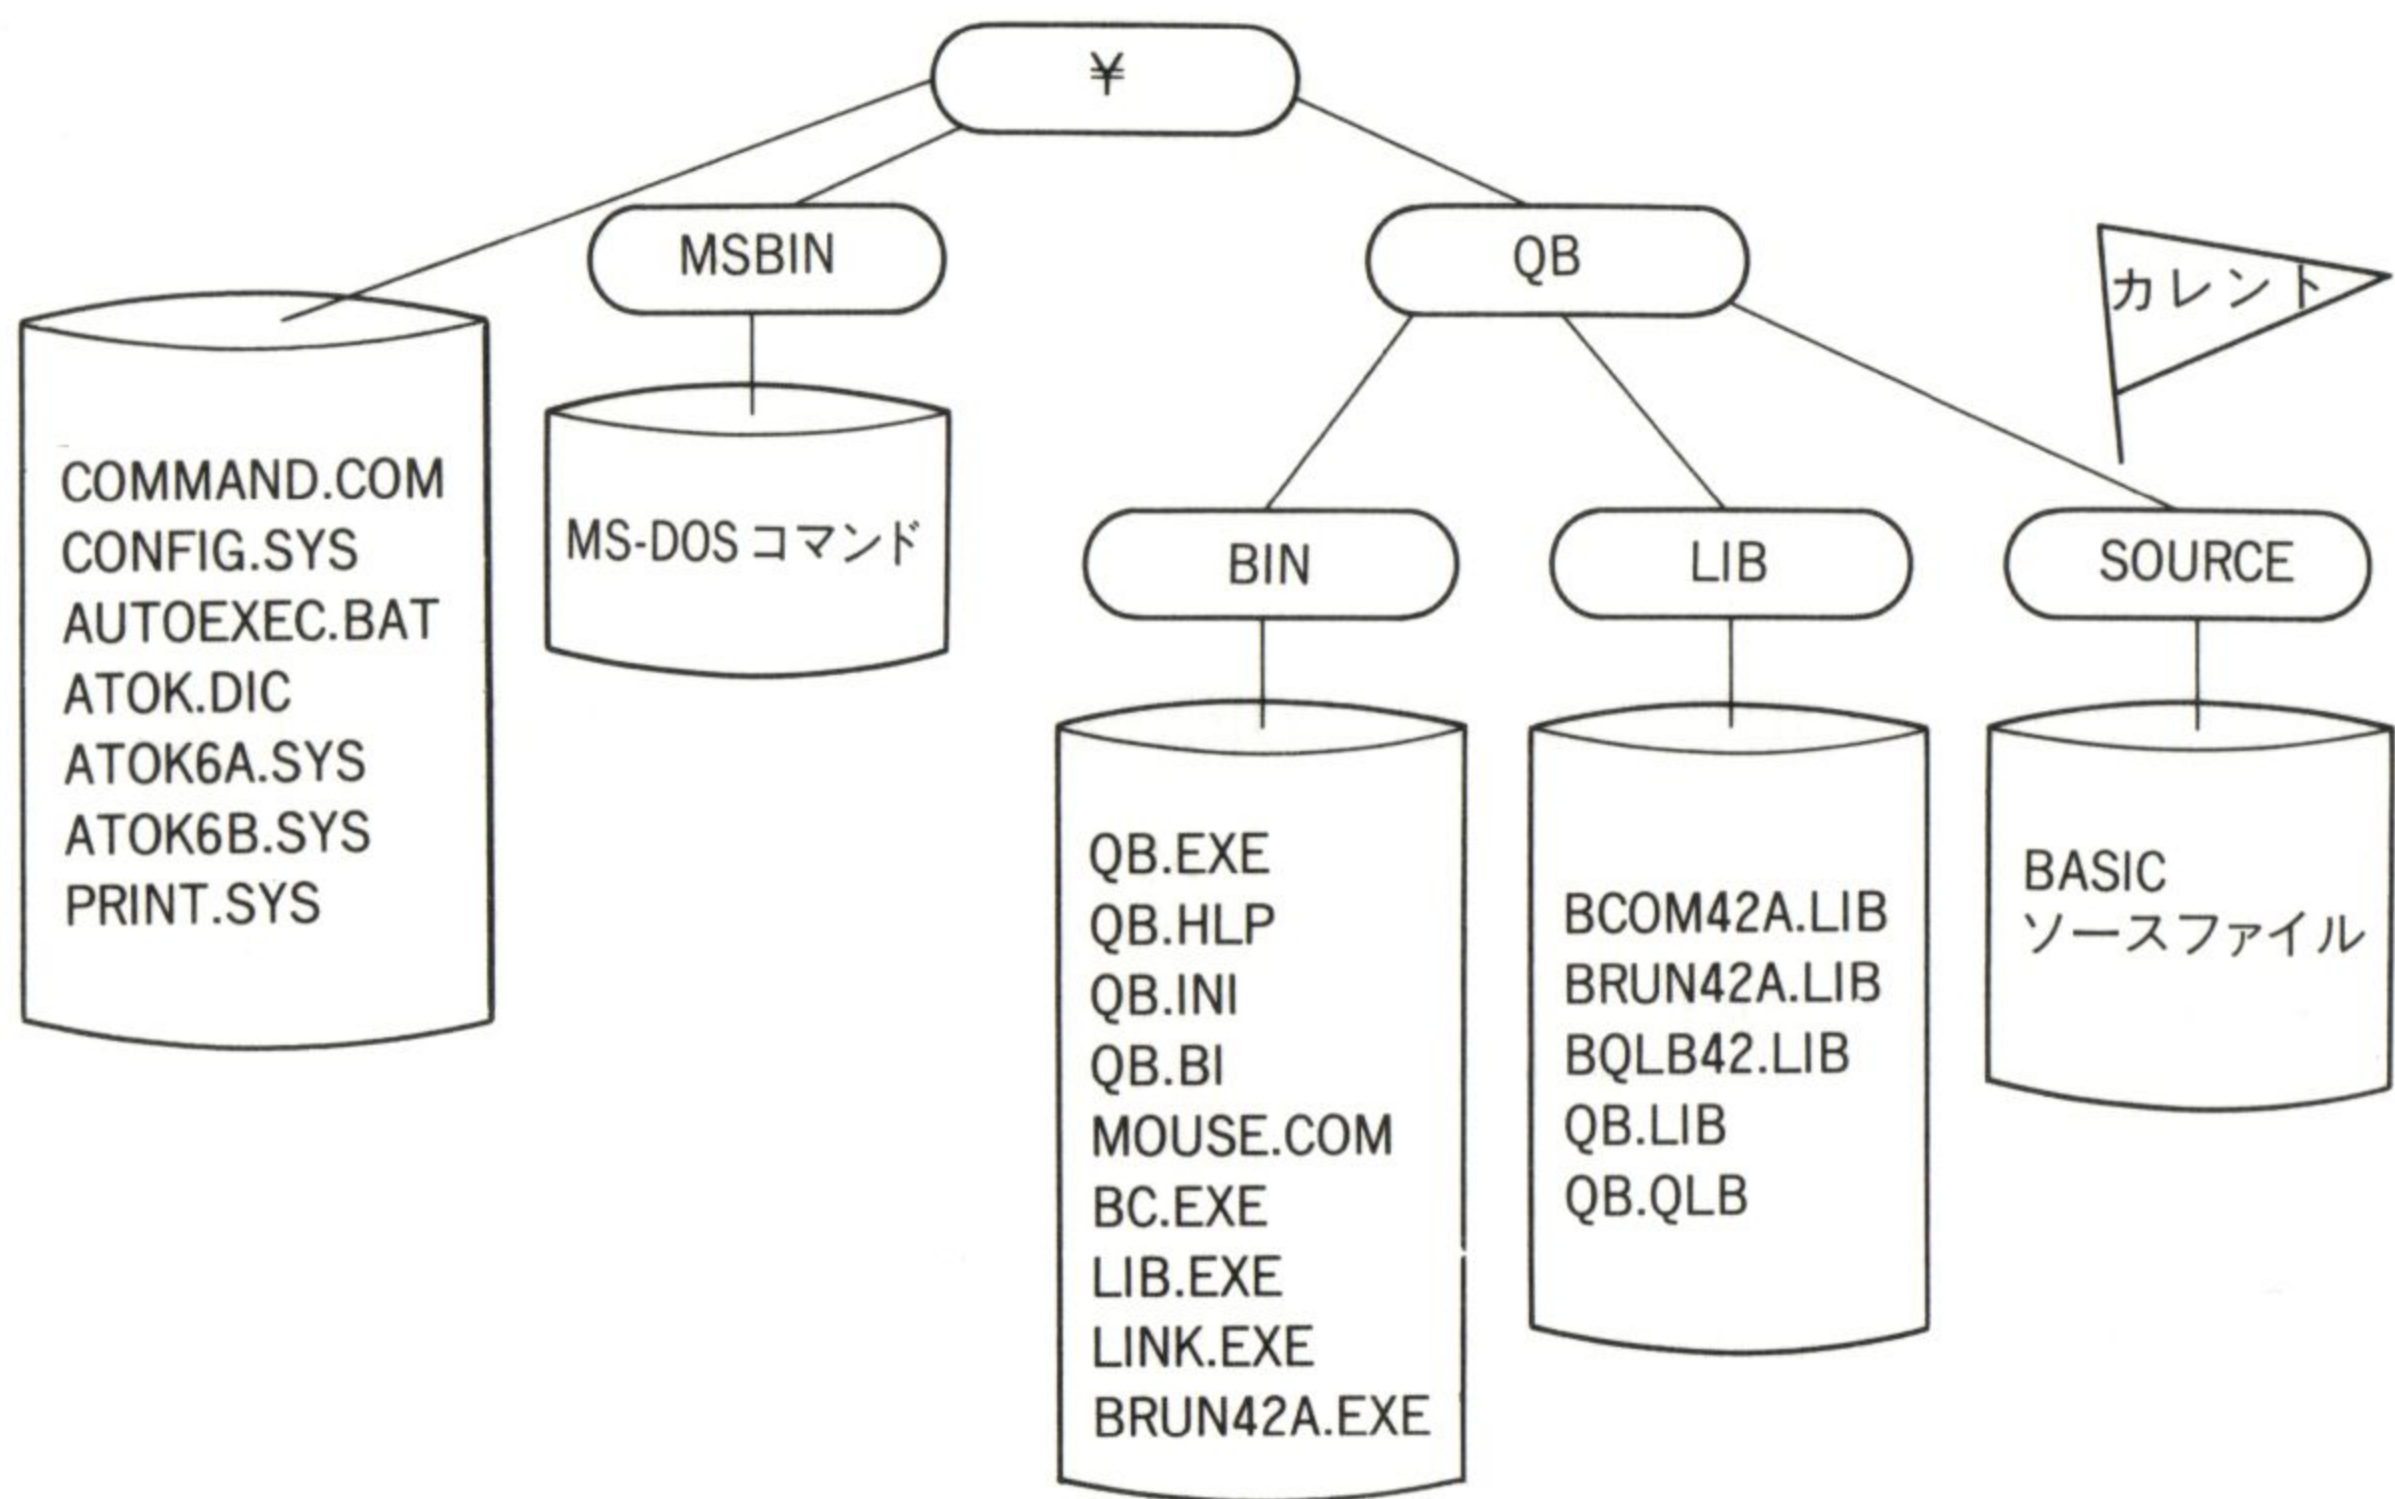 ¥
MSBIN
QB
カレント
COMMAND.COM
CONFIG.SYS
AUTOEXEC.BAT
ATOK.DIC
ATOK6A.SYS
ATOK6B.SYS
PRINT.SYS
MS-DOS コマンド
BIN
LIB
SOURCE
QB.EXE
QB.HLP
QB.INI
QB.BI
MOUSE.COM
BC.EXE
LIB.EXE
LINK.EXE
BRUN42A.EXE
BCOM42A.LIB
BRUN42A.LIB
BQLB42.LIB
QB.LIB
QB.QLB
BASIC
ソースファイル